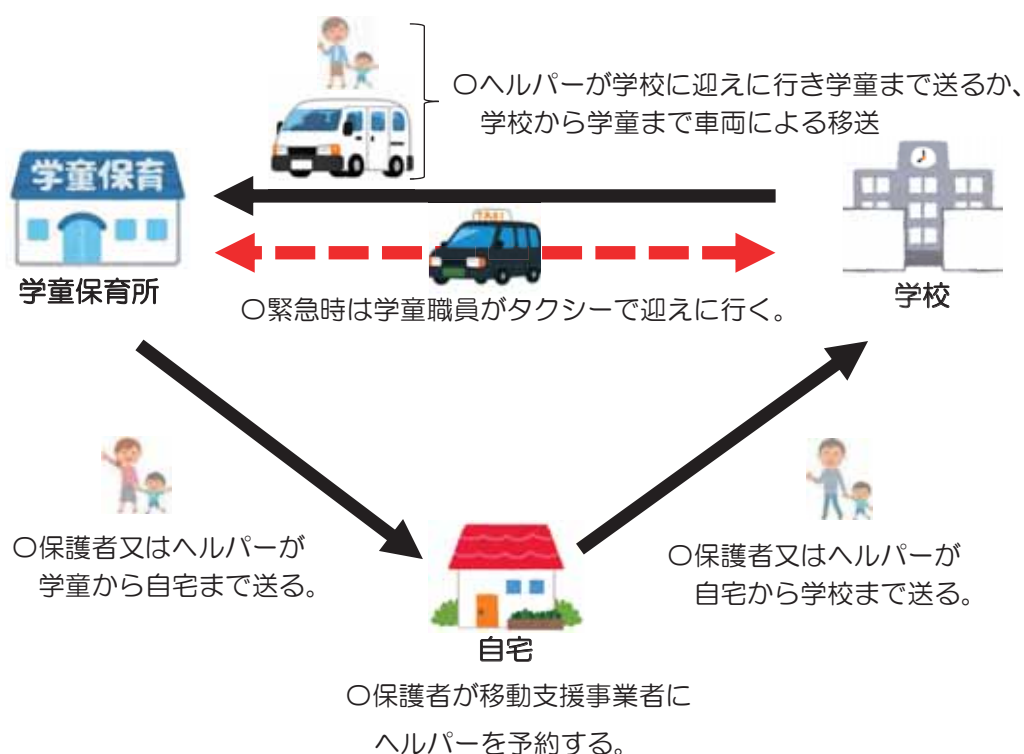 〇ヘルパーが学校に迎えに行き学童まで送るか、
学校から学童まで車両による移送
学童保育
TAXI
学童保育所
学校
〇緊急時は学童職員がタクシーで迎えに行く。
〇保護者又はヘルパーが
学童から自宅まで送る。
〇保護者又はヘルパーが
自宅から学校まで送る。
自宅
〇保護者が移動支援事業者に
ヘルパーを予約する。